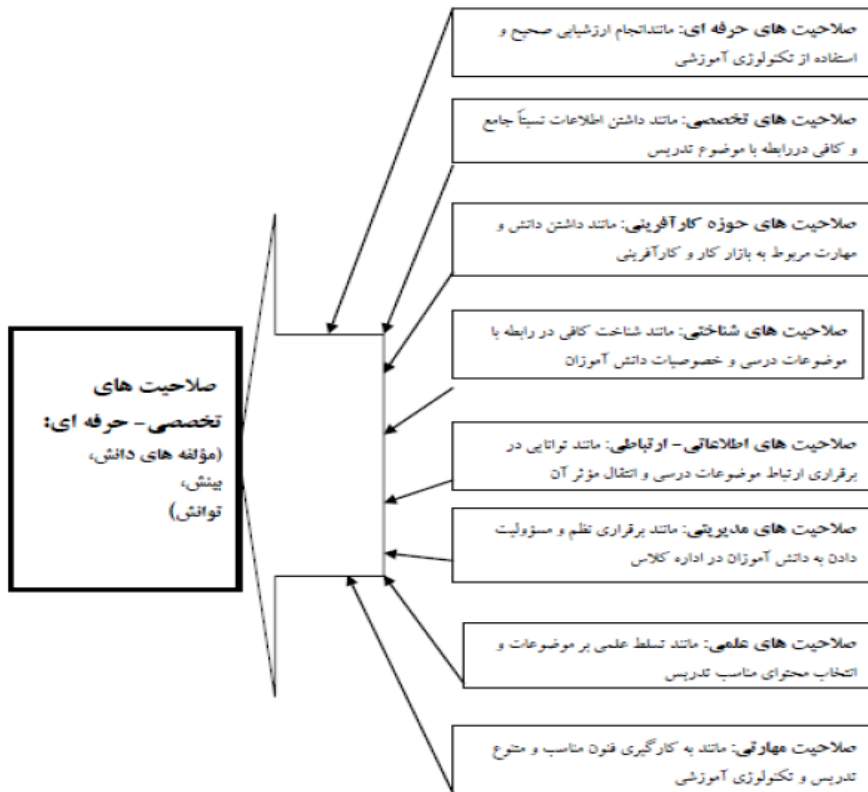 صلاحیت های حرفه ای: مانندانجام ارزشیابی صحیح و
استفاده از تکنولوژی آموزشی
صلاحیت های تخصصی: مانند داشتن اطلاعات نسبتاً جامع
و کافی دررابطه با موضوع تدریس
صلاحیت های حوزه کارآفرینی: مانند داشتن دانش و
مهارت مربوط به بازار کار و کارآفرینی
صلاحیت های شناختی: مانند شناخت کافی در رابطه با
موضوعات درسی و خصوصیات دانش آموزان
صلاحیت های اطلاعاتی- ارتباطی: مانند توانایی در
برقراری ارتباط موضوعات درسی و انتقال مؤثر آن
صلاحیت های مدیریتی: مانند برقراری نظم و مسؤولیت
دادن به دانش آموزان در اداره کلاس
صلاحیت های علمی: مانند تسلط علمی بر موضوعات و
انتخاب محتوای مناسب تدریس
صلاحیت مهارتی: مانند به کارگیری فنون مناسب و متنوع
تدریس و تکنولوژی آموزشی
صلاحیت های
تخصصی- حرفه ای:
(مؤلفه های دانش،
بینش،
توانش)